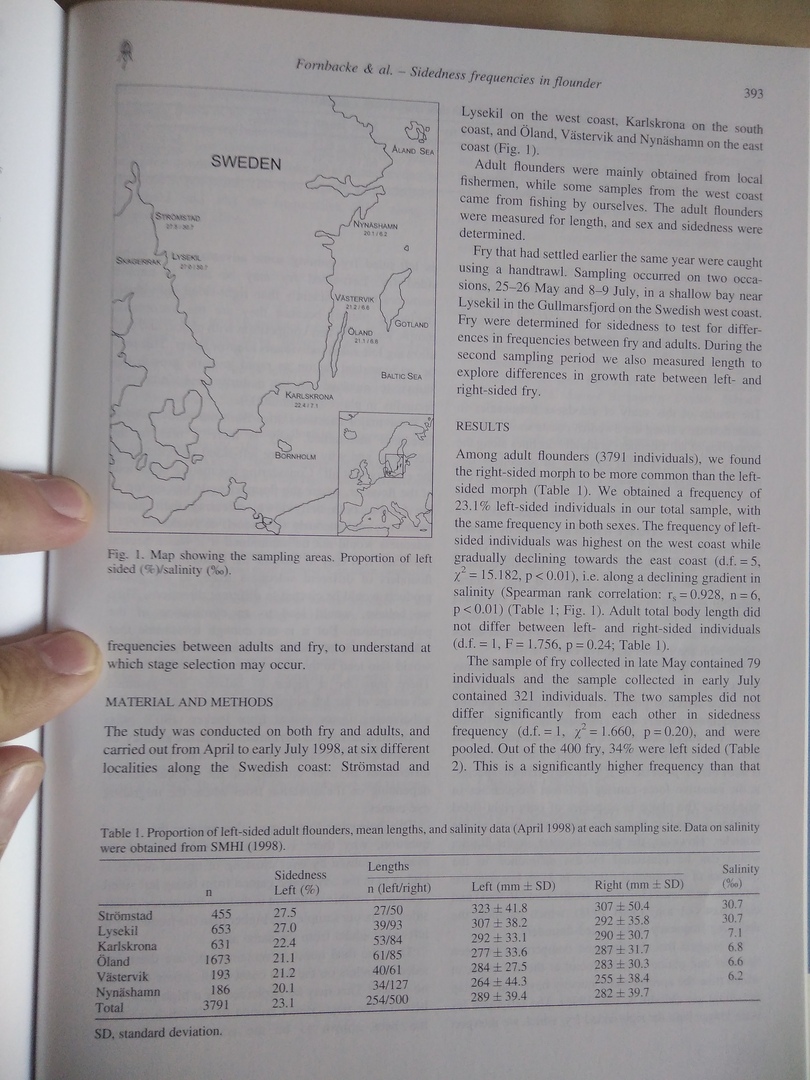 Fornbacke & al. – Sidedness frequencies in flounder
393
SWEDEN
ÅLAND SEA
STRÖMSTAD
27.5 / 30.7
NYNÄSHAMN
20.1 / 6.2
SKAGERRAK
LYSEKIL
27.0 / 30.7
VÄSTERVIK
21.2 / 6.6
GOTLAND
ÖLAND
21.1 / 6.8
BALTIC SEA
KARLSKRONA
22.4 / 7.1
BORNHOLM
Fig. 1. Map showing the sampling areas. Proportion of left
sided (%)/salinity (‰).
frequencies between adults and fry, to understand at
which stage selection may occur.
MATERIAL AND METHODS
The study was conducted on both fry and adults, and
carried out from April to early July 1998, at six different
localities along the Swedish coast: Strömstad and
Lysekil on the west coast, Karlskrona on the south
coast, and Öland, Västervik and Nynäshamn on the east
coast (Fig. 1).
Adult flounders were mainly obtained from local
fishermen, while some samples from the west coast
came from fishing by ourselves. The adult flounders
were measured for length, and sex and sidedness were
determined.
Fry that had settled earlier the same year were caught
using a handtrawl. Sampling occurred on two occa-
sions, 25–26 May and 8–9 July, in a shallow bay near
Lysekil in the Gullmarsfjord on the Swedish west coast.
Fry were determined for sidedness to test for differ-
ences in frequencies between fry and adults. During the
second sampling period we also measured length to
explore differences in growth rate between left- and
right-sided fry.
RESULTS
Among adult flounders (3791 individuals), we found
the right-sided morph to be more common than the left-
sided morph (Table 1). We obtained a frequency of
23.1% left-sided individuals in our total sample, with
the same frequency in both sexes. The frequency of left-
sided individuals was highest on the west coast while
gradually declining towards the east coast (d.f. = 5,
χ² = 15.182, p < 0.01), i.e. along a declining gradient in
salinity (Spearman rank correlation: rₛ = 0.928, n = 6,
p < 0.01) (Table 1; Fig. 1). Adult total body length did
not differ between left- and right-sided individuals
(d.f. = 1, F = 1.756, p = 0.24; Table 1).
The sample of fry collected in late May contained 79
individuals and the sample collected in early July
contained 321 individuals. The two samples did not
differ significantly from each other in sidedness
frequency (d.f. = 1, χ² = 1.660, p = 0.20), and were
pooled. Out of the 400 fry, 34% were left sided (Table
2). This is a significantly higher frequency than that
Table 1. Proportion of left-sided adult flounders, mean lengths, and salinity data (April 1998) at each sampling site. Data on salinity
were obtained from SMHI (1998).
Sidedness Lengths Salinity
n Left (%) n (left/right) Left (mm ± SD) Right (mm ± SD) (‰)
Strömstad 455 27.5 27/50 323 ± 41.8 307 ± 50.4 30.7
Lysekil 653 27.0 39/93 307 ± 38.2 292 ± 35.8 30.7
Karlskrona 631 22.4 53/84 292 ± 33.1 290 ± 30.7 7.1
Öland 1673 21.1 61/85 277 ± 33.6 287 ± 31.7 6.8
Västervik 193 21.2 40/61 284 ± 27.5 283 ± 30.3 6.6
Nynäshamn 186 20.1 34/127 264 ± 44.3 255 ± 38.4 6.2
Total 3791 23.1 254/500 289 ± 39.4 282 ± 39.7
SD, standard deviation.